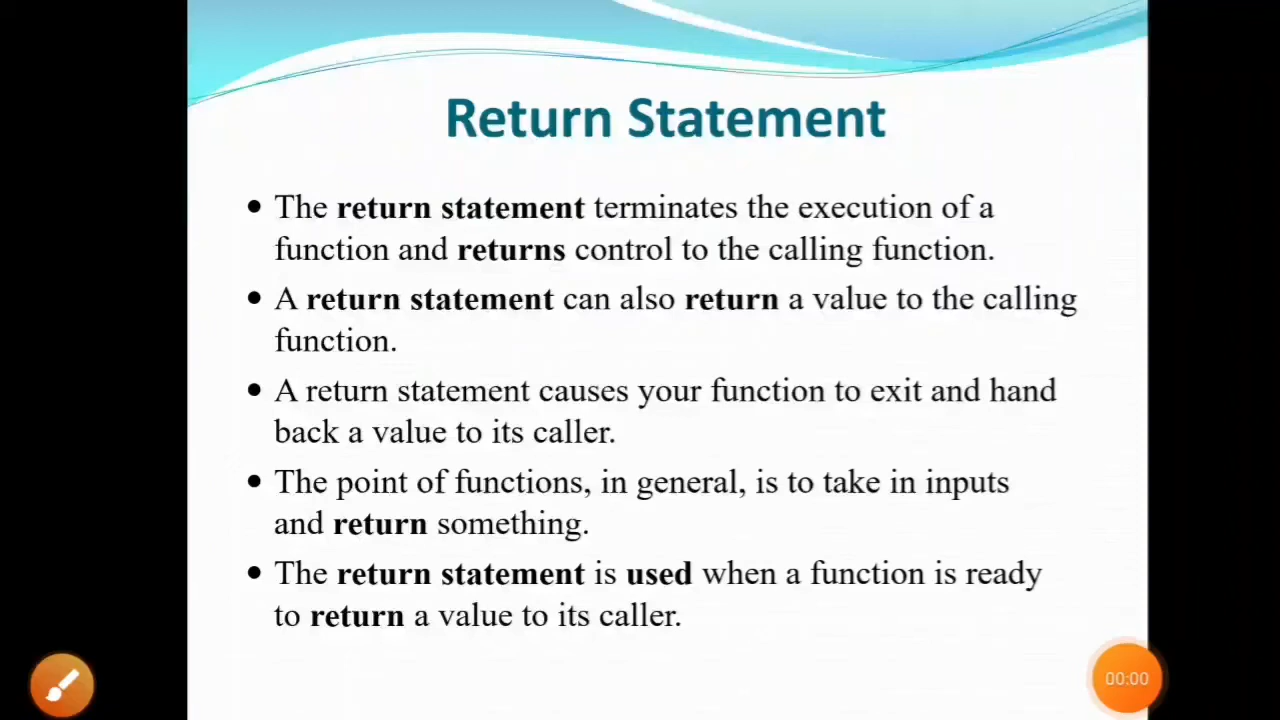 Return Statement
• The return statement terminates the execution of a
function and returns control to the calling function.
• A return statement can also return a value to the calling
function.
• A return statement causes your function to exit and hand
back a value to its caller.
• The point of functions, in general, is to take in inputs
and return something.
• The return statement is used when a function is ready
to return a value to its caller.
00:00